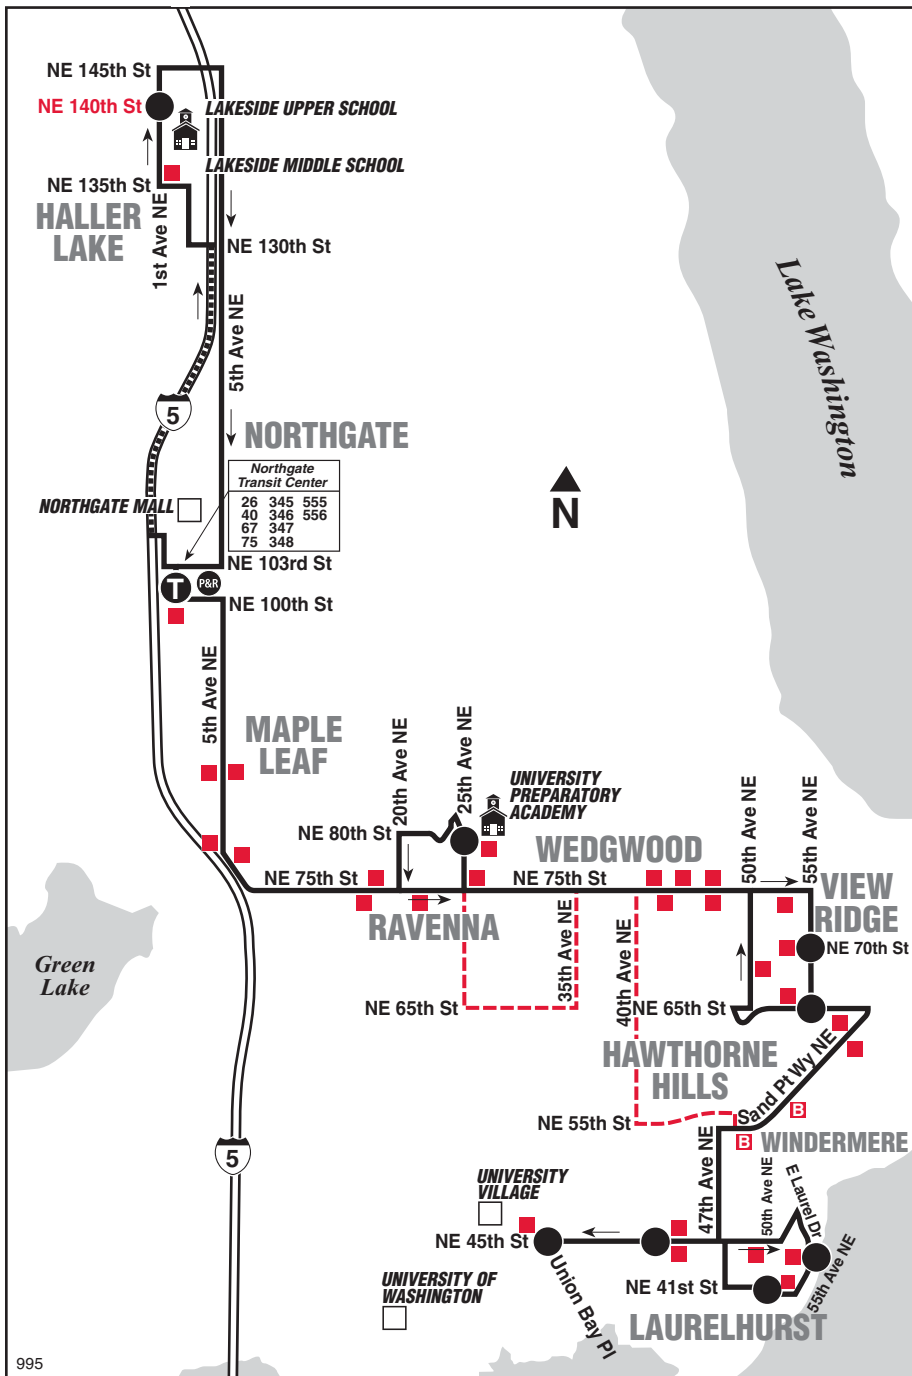 NE 145th St
NE 140th St
LAKESIDE UPPER SCHOOL
LAKESIDE MIDDLE SCHOOL
NE 135th St
HALLER
LAKE
1st Ave NE
NE 130th St
5th Ave NE
Lake Washington
5
NORTHGATE
Northgate
Transit Center
26 345 555
40 346 556
67 347
75 348
NORTHGATE MALL
N
NE 103rd St
T
P&R
NE 100th St
5th Ave NE
MAPLE
LEAF
20th Ave NE
25th Ave NE
UNIVERSITY
PREPARATORY
ACADEMY
NE 80th St
WEDGWOOD
50th Ave NE
55th Ave NE
NE 75th St
NE 75th St
VIEW
RIDGE
RAVENNA
35th Ave NE
40th Ave NE
NE 70th St
Green
Lake
NE 65th St
NE 65th St
HAWTHORNE
HILLS
Sand Pt Wy NE
B
NE 55th St
B
WINDERMERE
5
47th Ave NE
50th Ave NE
E Laurel Dr
UNIVERSITY
VILLAGE
NE 45th St
55th Ave NE
Union Bay Pl
UNIVERSITY OF
WASHINGTON
NE 41st St
LAURELHURST
995